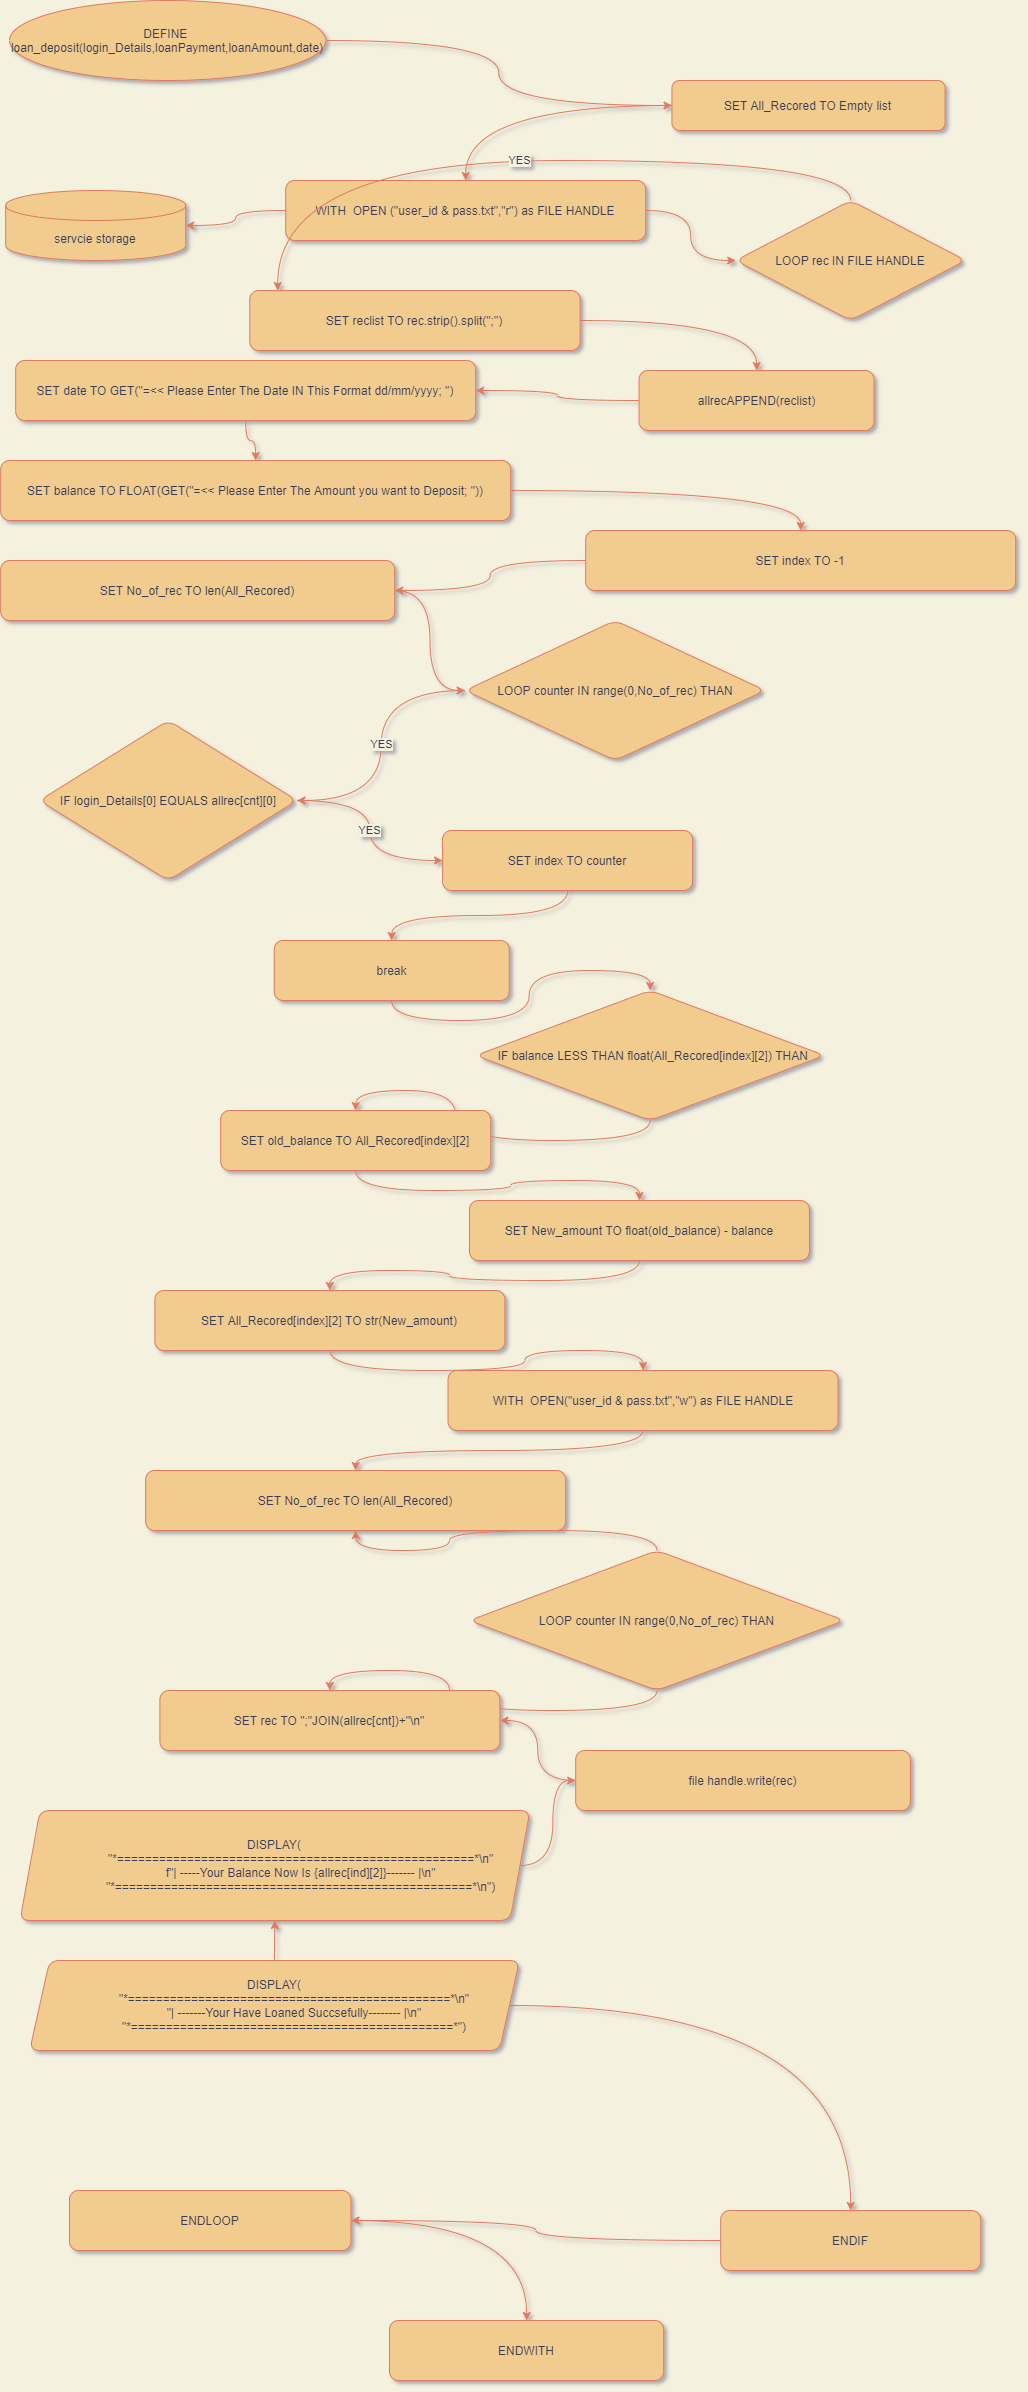 DEFINE
loan_deposit(login_Details,loanPayment,loanAmount,date)
SET All_Recored TO Empty list
YES
WITH  OPEN ("user_id & pass.txt","r") as FILE HANDLE
servcie storage
LOOP rec IN FILE HANDLE
SET reclist TO rec.strip().split(";")
SET date TO GET("=<< Please Enter The Date IN This Format dd/mm/yyyy; ")
allrecAPPEND(reclist)
SET balance TO FLOAT(GET("=<< Please Enter The Amount you want to Deposit; "))
SET index TO -1
SET No_of_rec TO len(All_Recored)
LOOP counter IN range(0,No_of_rec) THAN
YES
IF login_Details[0] EQUALS allrec[cnt][0]
YES
SET index TO counter
break
IF balance LESS THAN float(All_Recored[index][2]) THAN
SET old_balance TO All_Recored[index][2]
SET New_amount TO float(old_balance) - balance
SET All_Recored[index][2] TO str(New_amount)
WITH  OPEN("user_id & pass.txt","w") as FILE HANDLE
SET No_of_rec TO len(All_Recored)
LOOP counter IN range(0,No_of_rec) THAN
SET rec TO ";"JOIN(allrec[cnt])+"\n"
file handle.write(rec)
DISPLAY(
"*===================================================*\n"
f"| -----Your Balance Now Is {allrec[ind][2]}------- |\n"
"*===================================================*\n")
DISPLAY(
"*==============================================*\n"
"| -------Your Have Loaned Succsefully-------- |\n"
"*==============================================*")
ENDLOOP
ENDIF
ENDWITH